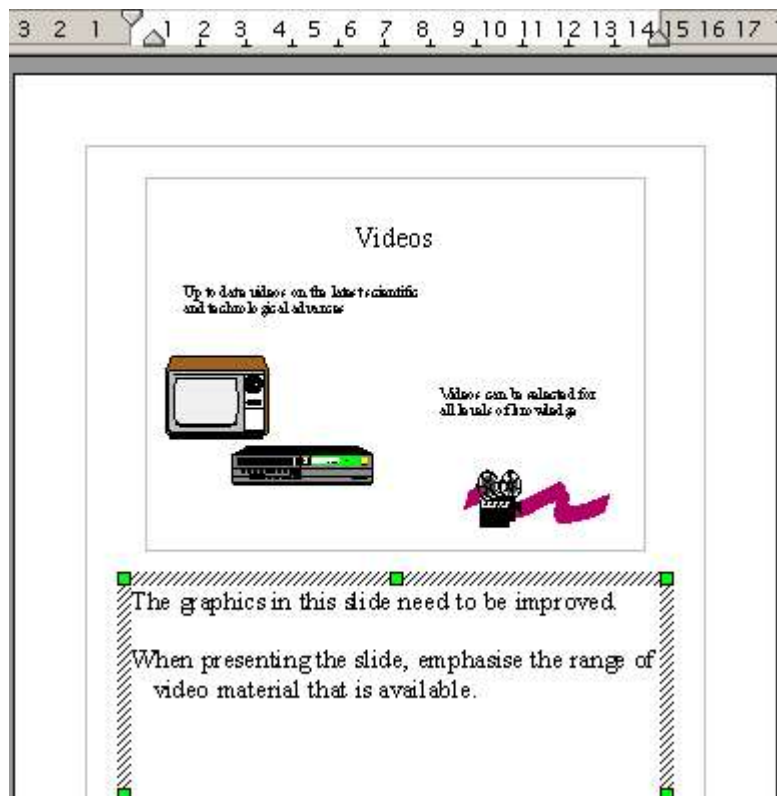 3 2 1 1 2 3 4 5 6 7 8 9 10 11 12 13 14 15 16 17
Videos
Up to date videos on the latest scientific
and technological advances
Videos can be selected for
all levels of knowledge
The graphics in this slide need to be improved.
When presenting the slide, emphasise the range of
video material that is available.